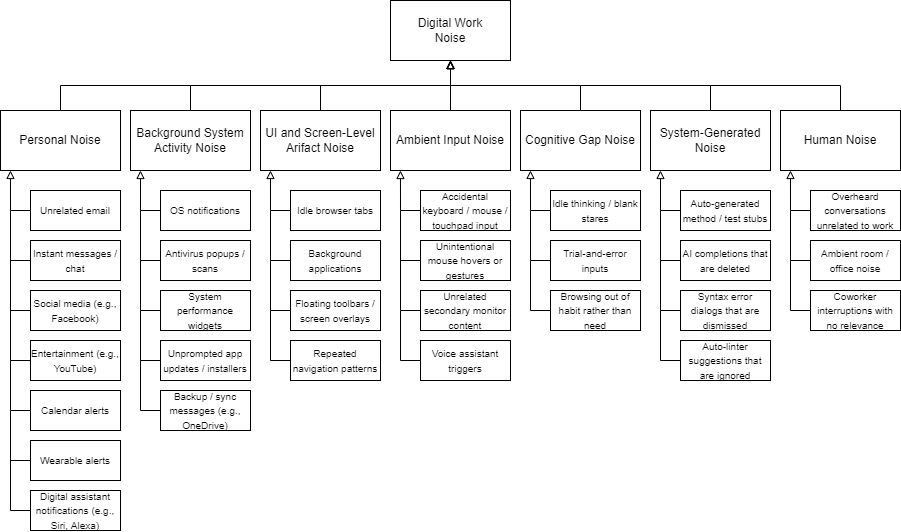 Digital Work
Noise
Personal Noise
Background System
Activity Noise
UI and Screen-Level
Arifact Noise
Ambient Input Noise
Cognitive Gap Noise
System-Generated
Noise
Human Noise
Unrelated email
Instant messages /
chat
Social media (e.g.,
Facebook)
Entertainment (e.g.,
YouTube)
Calendar alerts
Wearable alerts
Digital assistant
notifications (e.g.,
Siri, Alexa)
OS notifications
Antivirus popups /
scans
System
performance
widgets
Unprompted app
updates / installers
Backup / sync
messages (e.g.,
OneDrive)
Idle browser tabs
Background
applications
Floating toolbars /
screen overlays
Repeated
navigation patterns
Accidental
keyboard / mouse /
touchpad input
Unintentional
mouse hovers or
gestures
Unrelated
secondary monitor
content
Voice assistant
triggers
Idle thinking / blank
stares
Trial-and-error
inputs
Browsing out of
habit rather than
need
Auto-generated
method / test stubs
AI completions that
are deleted
Syntax error
dialogs that are
dismissed
Auto-linter
suggestions that
are ignored
Overheard
conversations
unrelated to work
Ambient room /
office noise
Coworker
interruptions with
no relevance